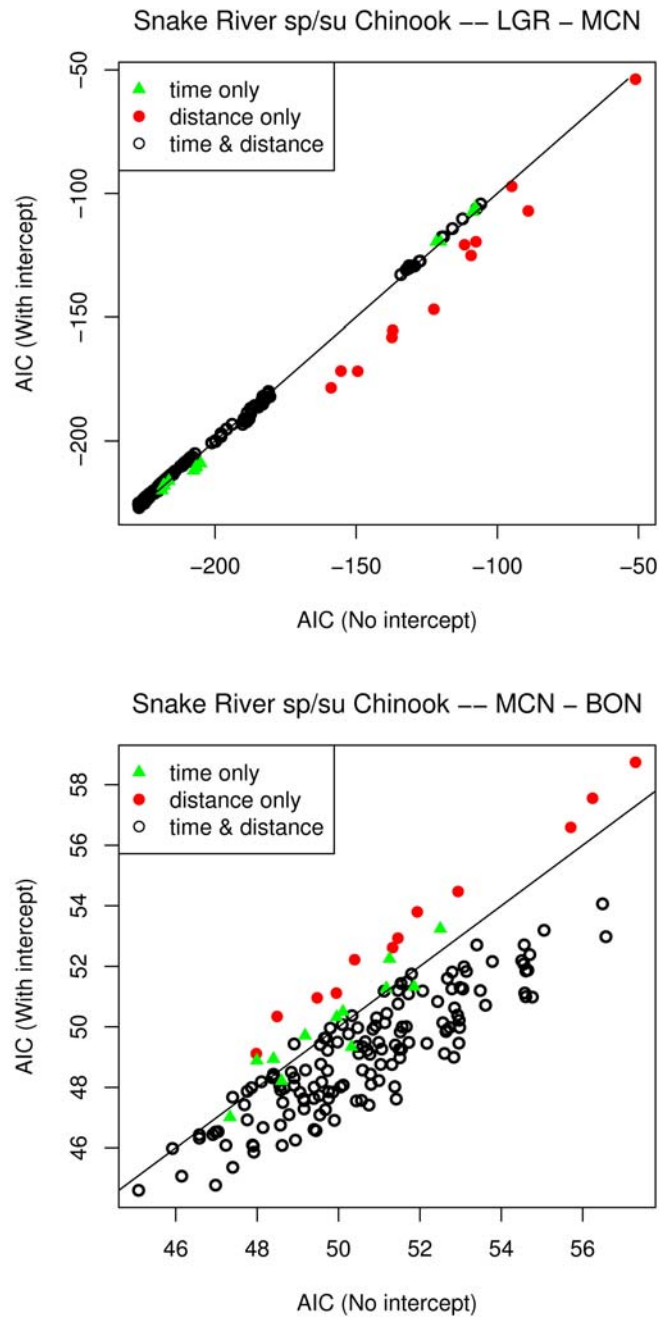 Snake River sp/su Chinook –– LGR – MCN
time only
distance only
time & distance
AIC (With intercept)
−50
−100
−150
−200
−200
−150
−100
−50
AIC (No intercept)
Snake River sp/su Chinook –– MCN – BON
time only
distance only
time & distance
AIC (With intercept)
58
56
54
52
50
48
46
46
48
50
52
54
56
AIC (No intercept)